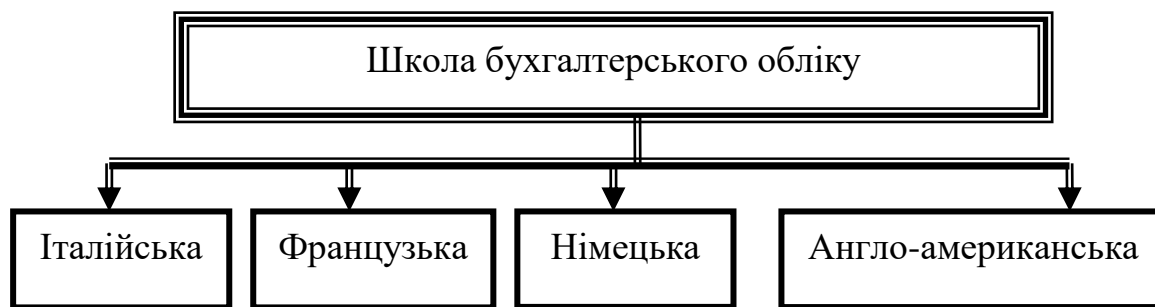 Школа бухгалтерського обліку
Італійська
Французька
Німецька
Англо-американська